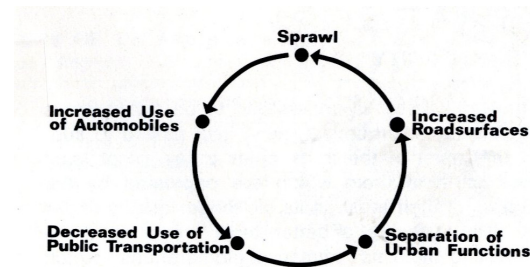 Sprawl
Increased Use
of Automobiles
Decreased Use of
Public Transportation
Separation of
Urban Functions
Increased
Roadsurfaces